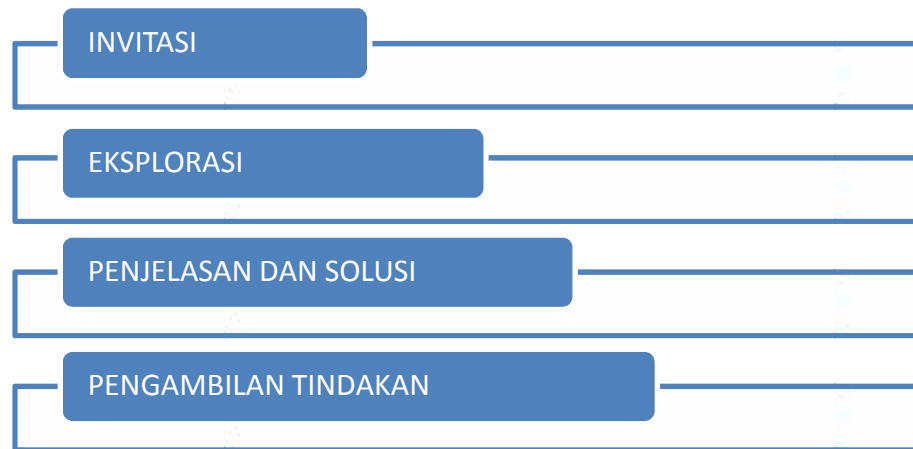 INVITASI
EKSPLORASI
PENJELASAN DAN SOLUSI
PENGAMBILAN TINDAKAN